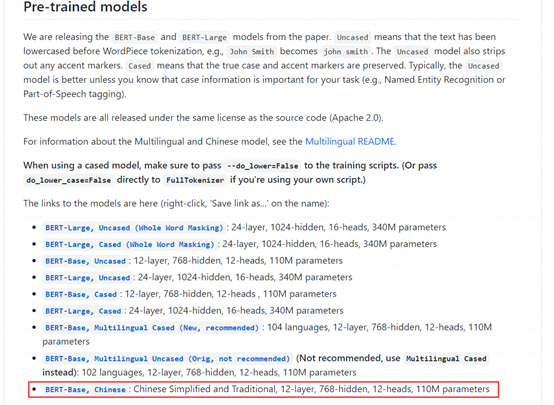 Pre-trained models
We are releasing the BERT-Base and BERT-Large models from the paper. Uncased means that the text has been
lowercased before WordPiece tokenization, e.g., John Smith becomes john smith. The Uncased model also strips
out any accent markers. Cased means that the true case and accent markers are preserved. Typically, the Uncased
model is better unless you know that case information is important for your task (e.g., Named Entity Recognition or
Part-of-Speech tagging).
These models are all released under the same license as the source code (Apache 2.0).
For information about the Multilingual and Chinese model, see the Multilingual README.
When using a cased model, make sure to pass --do_lower=False to the training scripts. (Or pass
do_lower_case=False directly to FullTokenizer if you're using your own script.)
The links to the models are here (right-click, 'Save link as...' on the name):
• BERT-Large, Uncased (Whole Word Masking) : 24-layer, 1024-hidden, 16-heads, 340M parameters
• BERT-Large, Cased (Whole Word Masking) : 24-layer, 1024-hidden, 16-heads, 340M parameters
• BERT-Base, Uncased : 12-layer, 768-hidden, 12-heads, 110M parameters
• BERT-Large, Uncased : 24-layer, 1024-hidden, 16-heads, 340M parameters
• BERT-Base, Cased : 12-layer, 768-hidden, 12-heads , 110M parameters
• BERT-Large, Cased : 24-layer, 1024-hidden, 16-heads, 340M parameters
• BERT-Base, Multilingual Cased (New, recommended) : 104 languages, 12-layer, 768-hidden, 12-heads, 110M
parameters
• BERT-Base, Multilingual Uncased (Orig, not recommended) (Not recommended, use Multilingual Cased
instead): 102 languages, 12-layer, 768-hidden, 12-heads, 110M parameters
• BERT-Base, Chinese : Chinese Simplified and Traditional, 12-layer, 768-hidden, 12-heads, 110M parameters